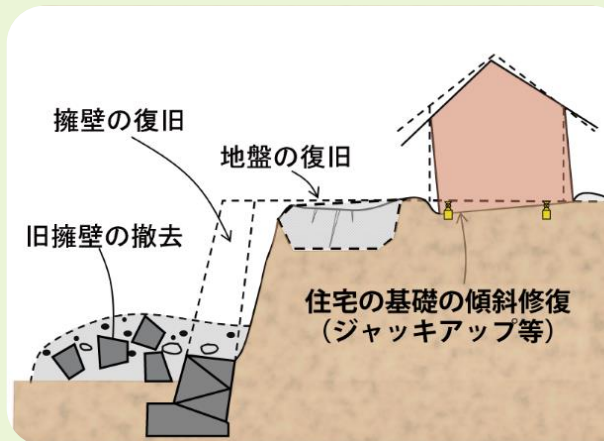 擁壁の復旧
地盤の復旧
旧擁壁の撤去
住宅の基礎の傾斜修復
（ジャッキアップ等）